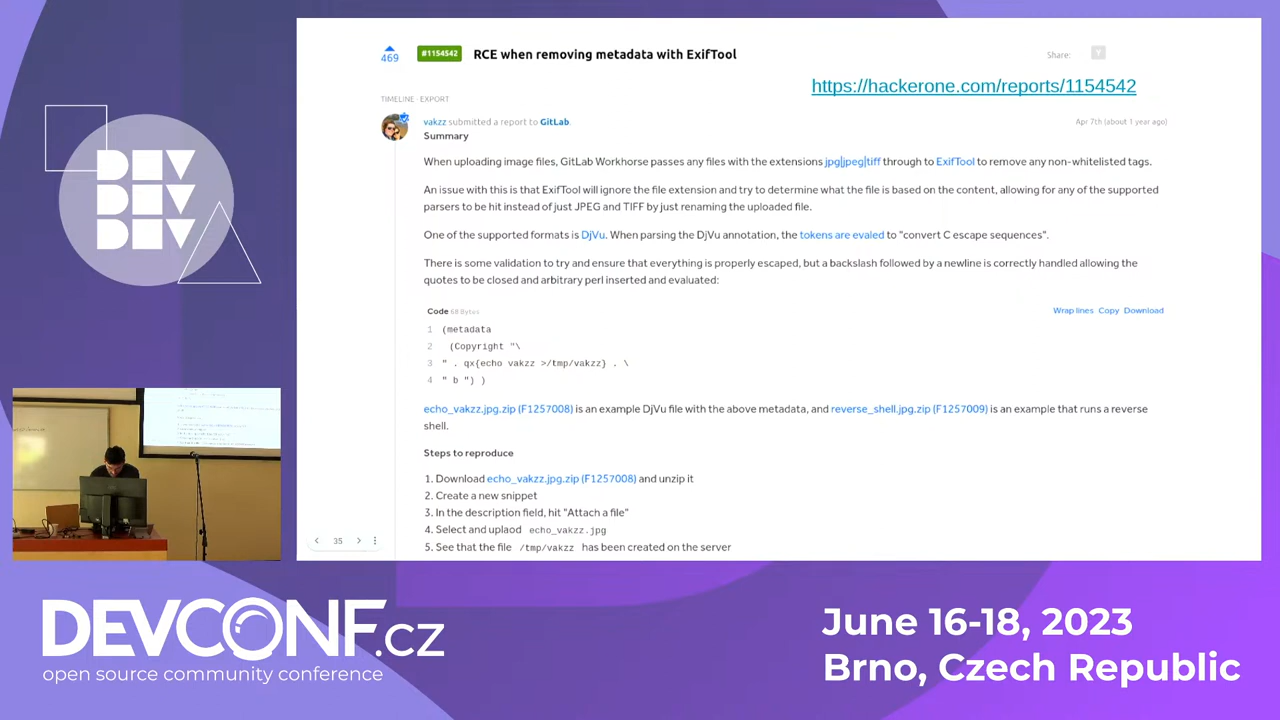 469
#1154542
RCE when removing metadata with ExifTool
Share:
Y
https://hackerone.com/reports/1154542
TIMELINE · EXPORT
vakzz submitted a report to GitLab.
Apr 7th (about 1 year ago)
Summary
When uploading image files, GitLab Workhorse passes any files with the extensions jpg|jpeg|tiff through to ExifTool to remove any non-whitelisted tags.
An issue with this is that ExifTool will ignore the file extension and try to determine what the file is based on the content, allowing for any of the supported
parsers to be hit instead of just JPEG and TIFF by just renaming the uploaded file.
One of the supported formats is DjVu. When parsing the DjVu annotation, the tokens are evaled to "convert C escape sequences".
There is some validation to try and ensure that everything is properly escaped, but a backslash followed by a newline is correctly handled allowing the
quotes to be closed and arbitrary perl inserted and evaluated:
Code 68 Bytes
Wrap lines Copy Download
1 (metadata
2 (Copyright "\
3 " . qx{echo vakzz >/tmp/vakzz} . \
4 " b ") )
echo_vakzz.jpg.zip (F1257008) is an example DjVu file with the above metadata, and reverse_shell.jpg.zip (F1257009) is an example that runs a reverse
shell.
Steps to reproduce
1. Download echo_vakzz.jpg.zip (F1257008) and unzip it
2. Create a new snippet
3. In the description field, hit "Attach a file"
4. Select and uplaod echo_vakzz.jpg
5. See that the file /tmp/vakzz has been created on the server
35
DEV
DEV
DEV
DEVCONF.cz
open source community conference
June 16-18, 2023
Brno, Czech Republic